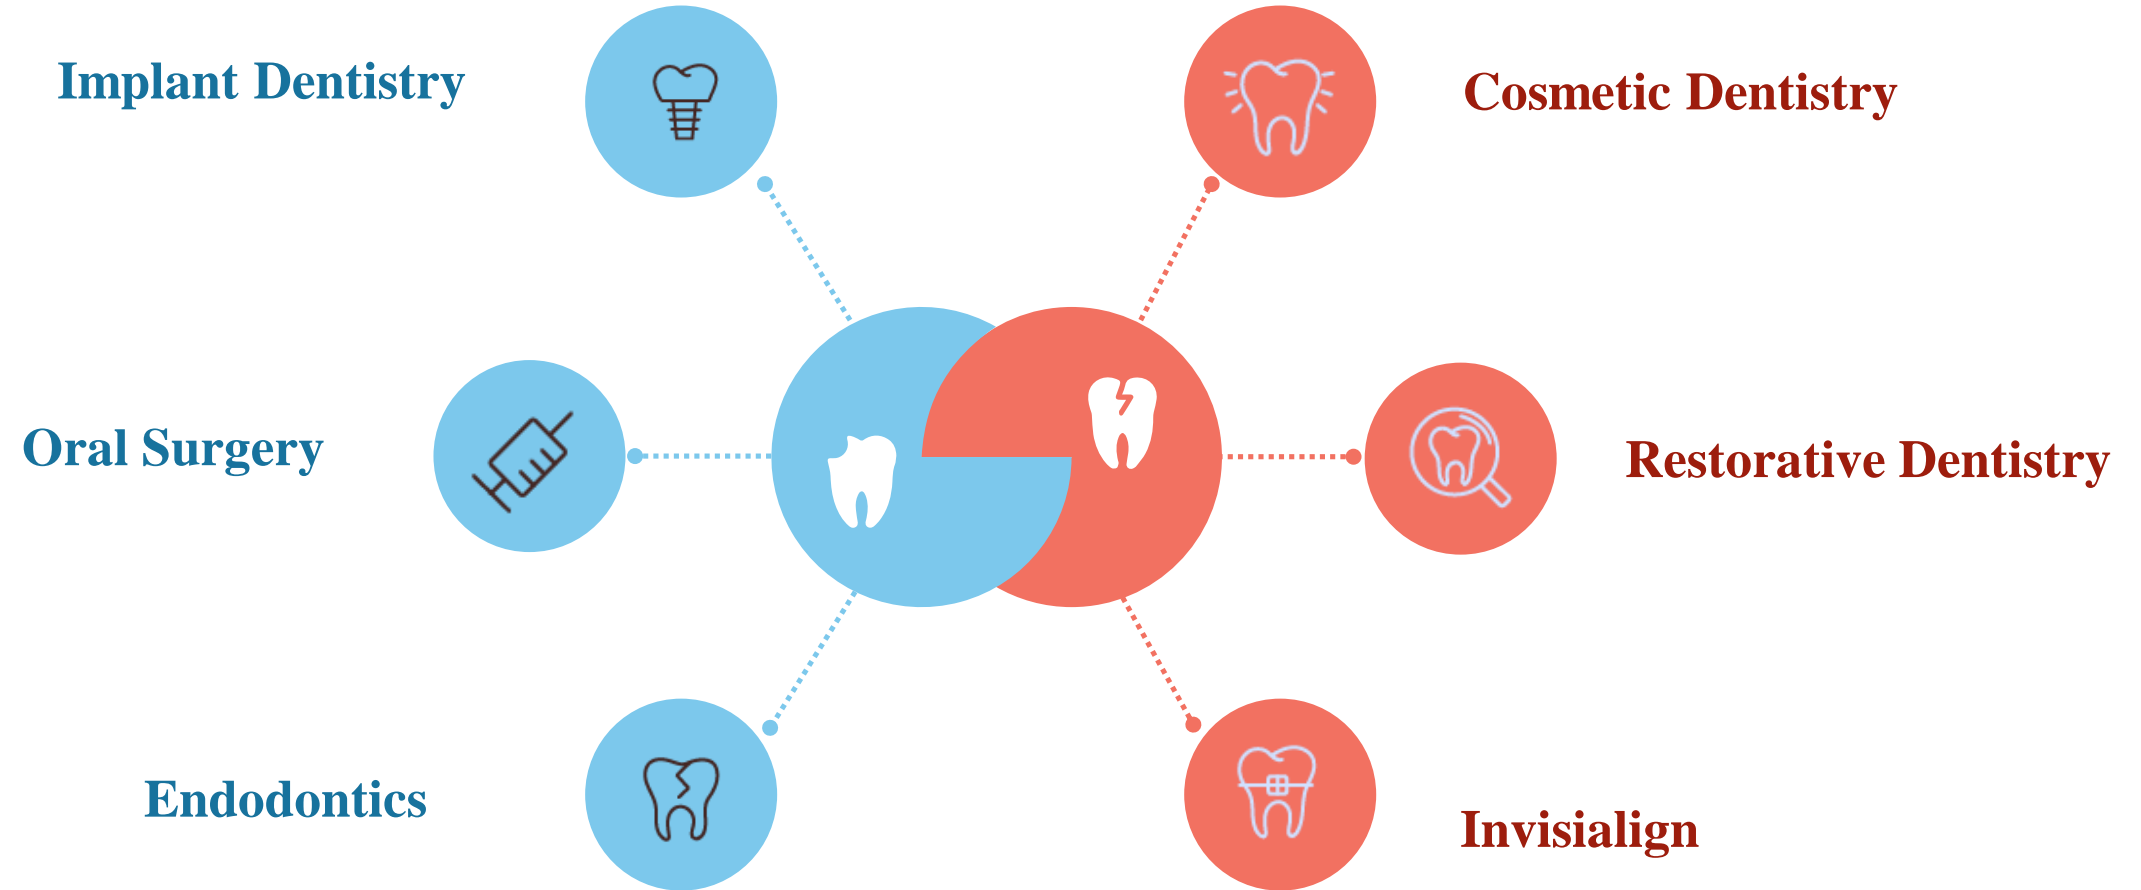 Implant Dentistry
Cosmetic Dentistry
Oral Surgery
Restorative Dentistry
Endodontics
Invisialign